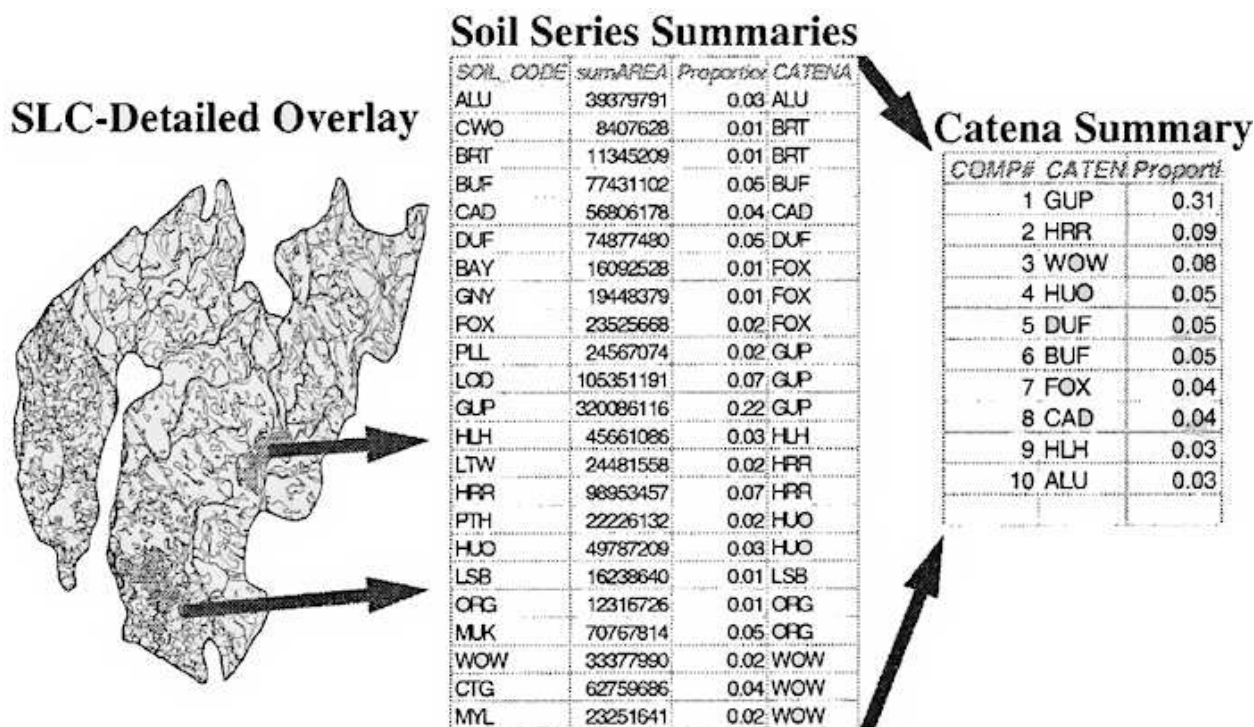 Soil Series Summaries
SLC-Detailed Overlay
SOIL_CODE sumAREA Proportior CATENA
ALU 39379791 0.03 ALU
CWO 8407628 0.01 BRT
BRT 11345209 0.01 BRT
BUF 77431102 0.05 BUF
CAD 56806178 0.04 CAD
DUF 74877480 0.05 DUF
BAY 16092528 0.01 FOX
GNY 19448379 0.01 FOX
FOX 23525668 0.02 FOX
PLL 24567074 0.02 GUP
LOD 105351191 0.07 GUP
GUP 320086116 0.22 GUP
HLH 45661086 0.03 HLH
LTW 24481558 0.02 HRR
HRR 98953457 0.07 HRR
PTH 22226132 0.02 HUO
HUO 49787209 0.03 HUO
LSB 16238640 0.01 LSB
ORG 12316726 0.01 ORG
MUK 70767814 0.05 ORG
WOW 33377990 0.02 WOW
CTG 62759686 0.04 WOW
MYL 23251641 0.02 WOW
Catena Summary
COMP# CATEN Proporti
1 GUP 0.31
2 HRR 0.09
3 WOW 0.08
4 HUO 0.05
5 DUF 0.05
6 BUF 0.05
7 FOX 0.04
8 CAD 0.04
9 HLH 0.03
10 ALU 0.03